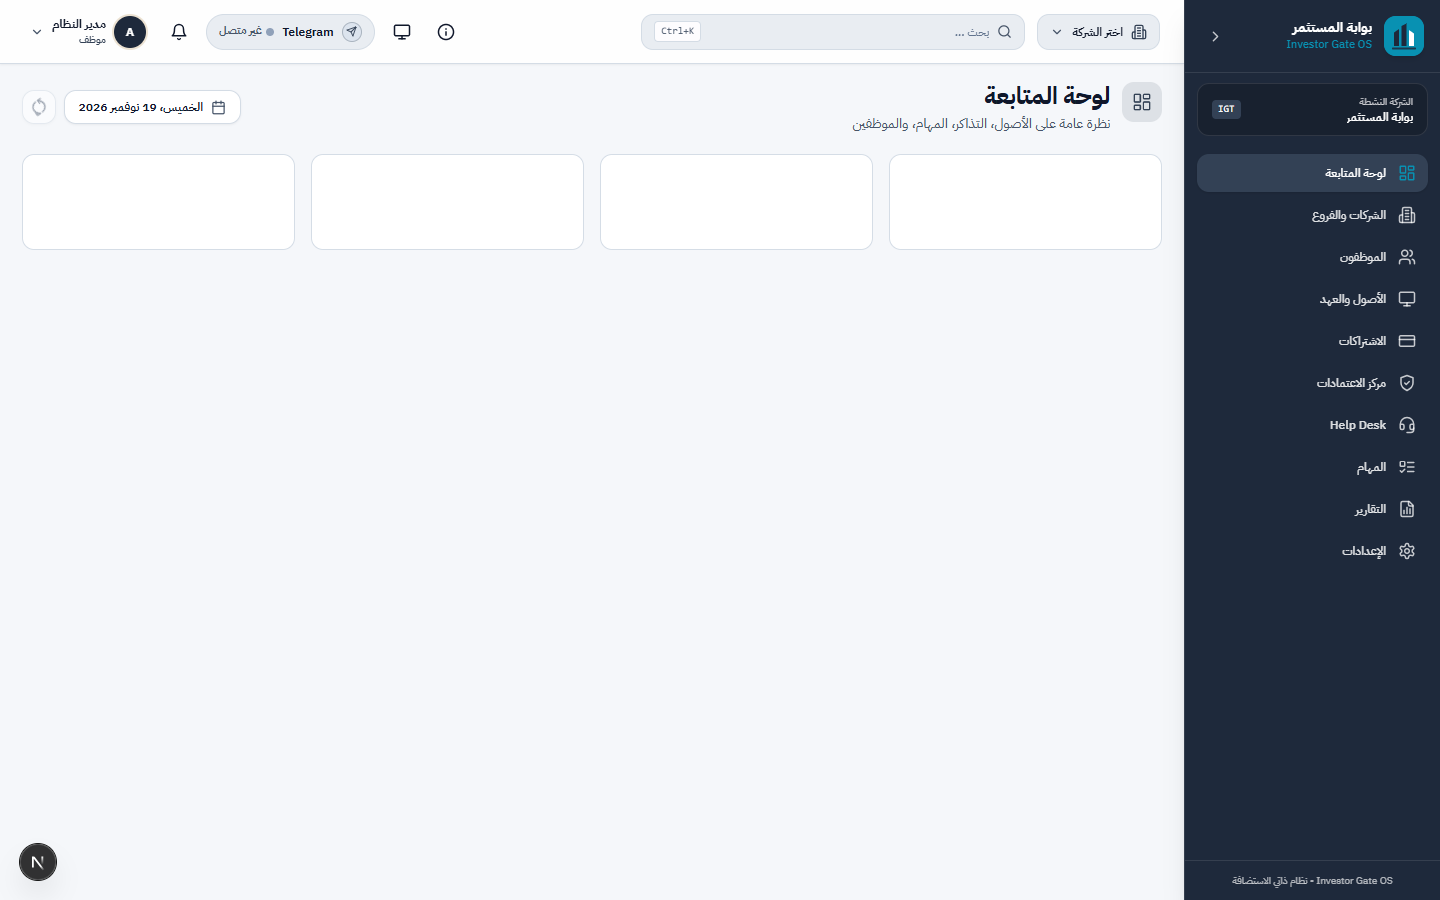 بوابة المستثمر
Investor Gate OS
الشركة النشطة
بوابة المستثمر
IGT
لوحة المتابعة
الشركات والفروع
الموظفون
الأصول والعهد
الاشتراكات
مركز الاعتمادات
Help Desk
المهام
التقارير
الإعدادات
Investor Gate OS • نظام ذاتي الاستضافة
اختر الشركة
بحث ...
Ctrl+K
Telegram
غير متصل
A
مدير النظام
موظف
لوحة المتابعة
نظرة عامة على الأصول، التذاكر، المهام، والموظفين
الخميس، 19 نوفمبر 2026
N